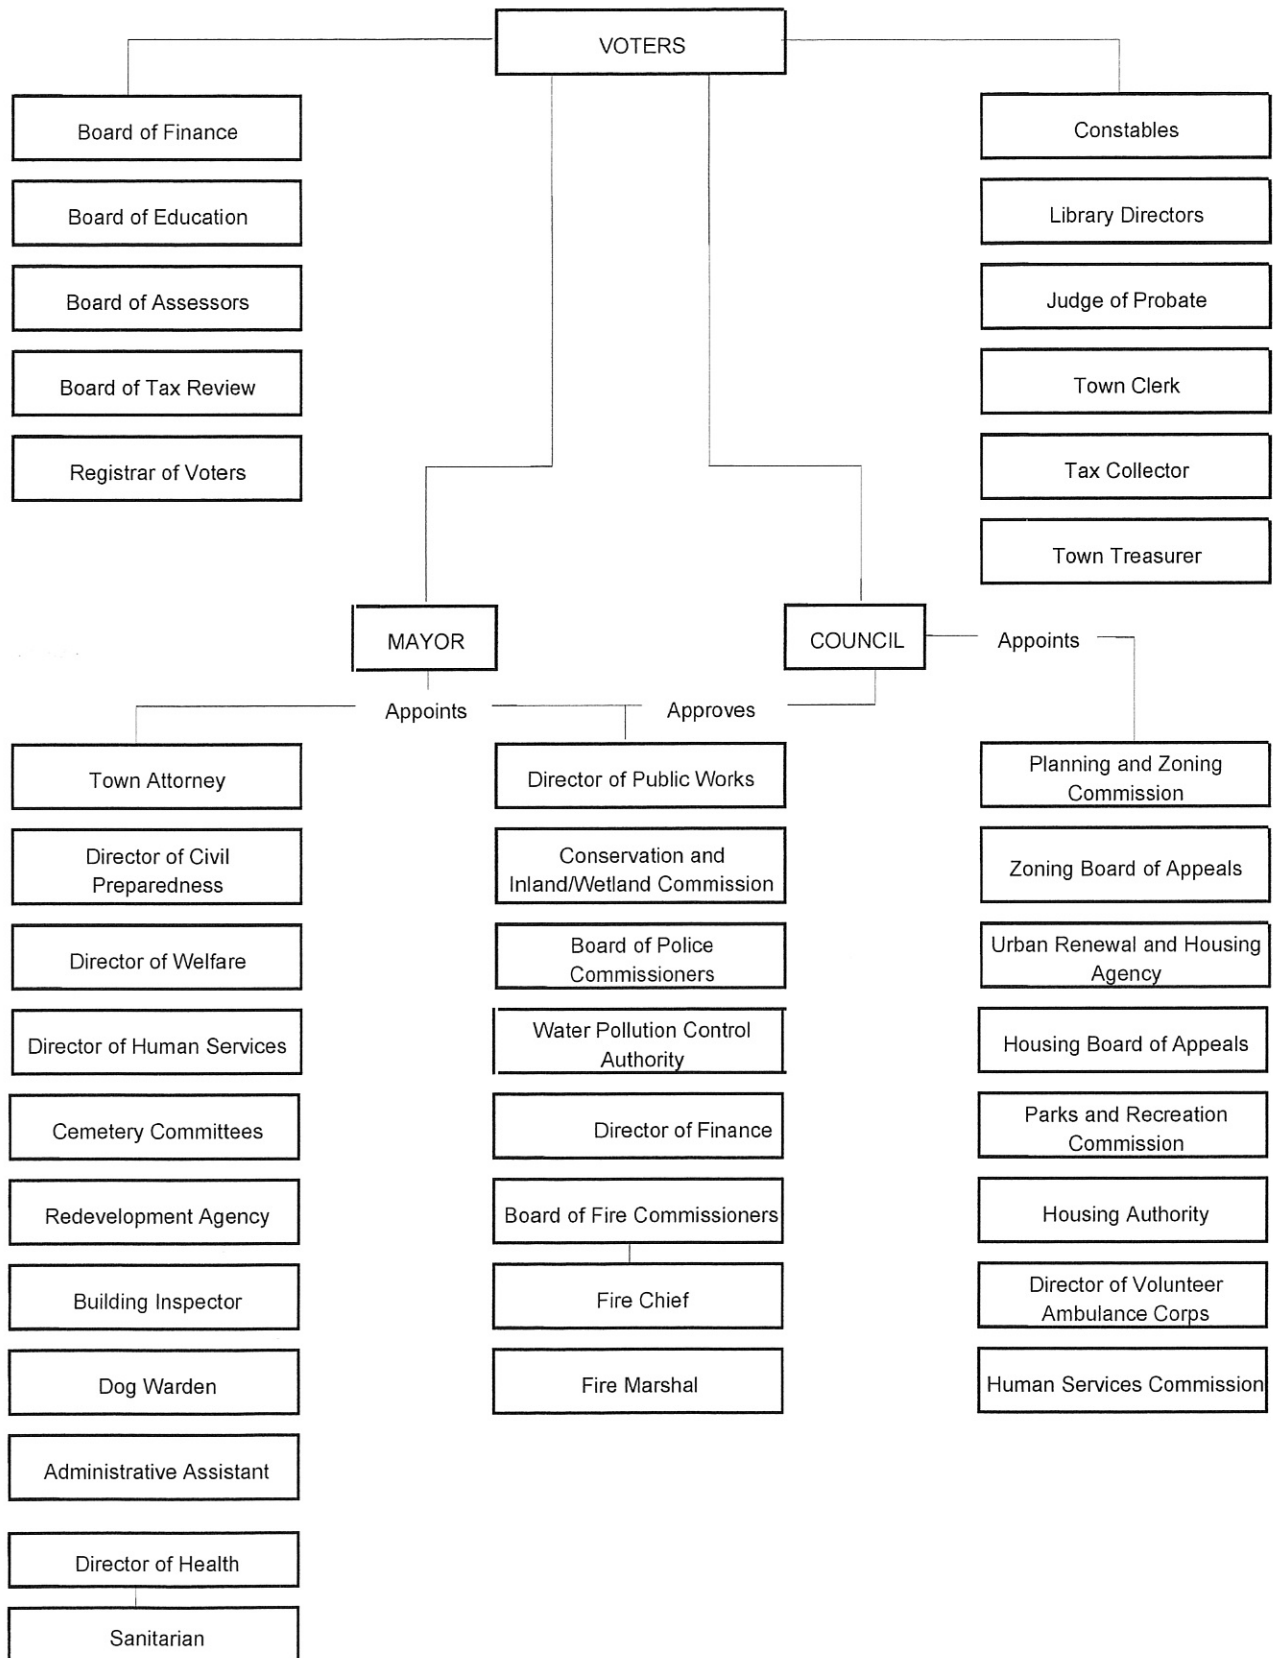 VOTERS
Board of Finance
Board of Education
Board of Assessors
Board of Tax Review
Registrar of Voters
Constables
Library Directors
Judge of Probate
Town Clerk
Tax Collector
Town Treasurer
MAYOR
COUNCIL
Appoints
Appoints
Approves
Town Attorney
Director of Civil
Preparedness
Director of Welfare
Director of Human Services
Cemetery Committees
Redevelopment Agency
Building Inspector
Dog Warden
Administrative Assistant
Director of Health
Sanitarian
Director of Public Works
Conservation and
Inland/Wetland Commission
Board of Police
Commissioners
Water Pollution Control
Authority
Director of Finance
Board of Fire Commissioners
Fire Chief
Fire Marshal
Planning and Zoning
Commission
Zoning Board of Appeals
Urban Renewal and Housing
Agency
Housing Board of Appeals
Parks and Recreation
Commission
Housing Authority
Director of Volunteer
Ambulance Corps
Human Services Commission